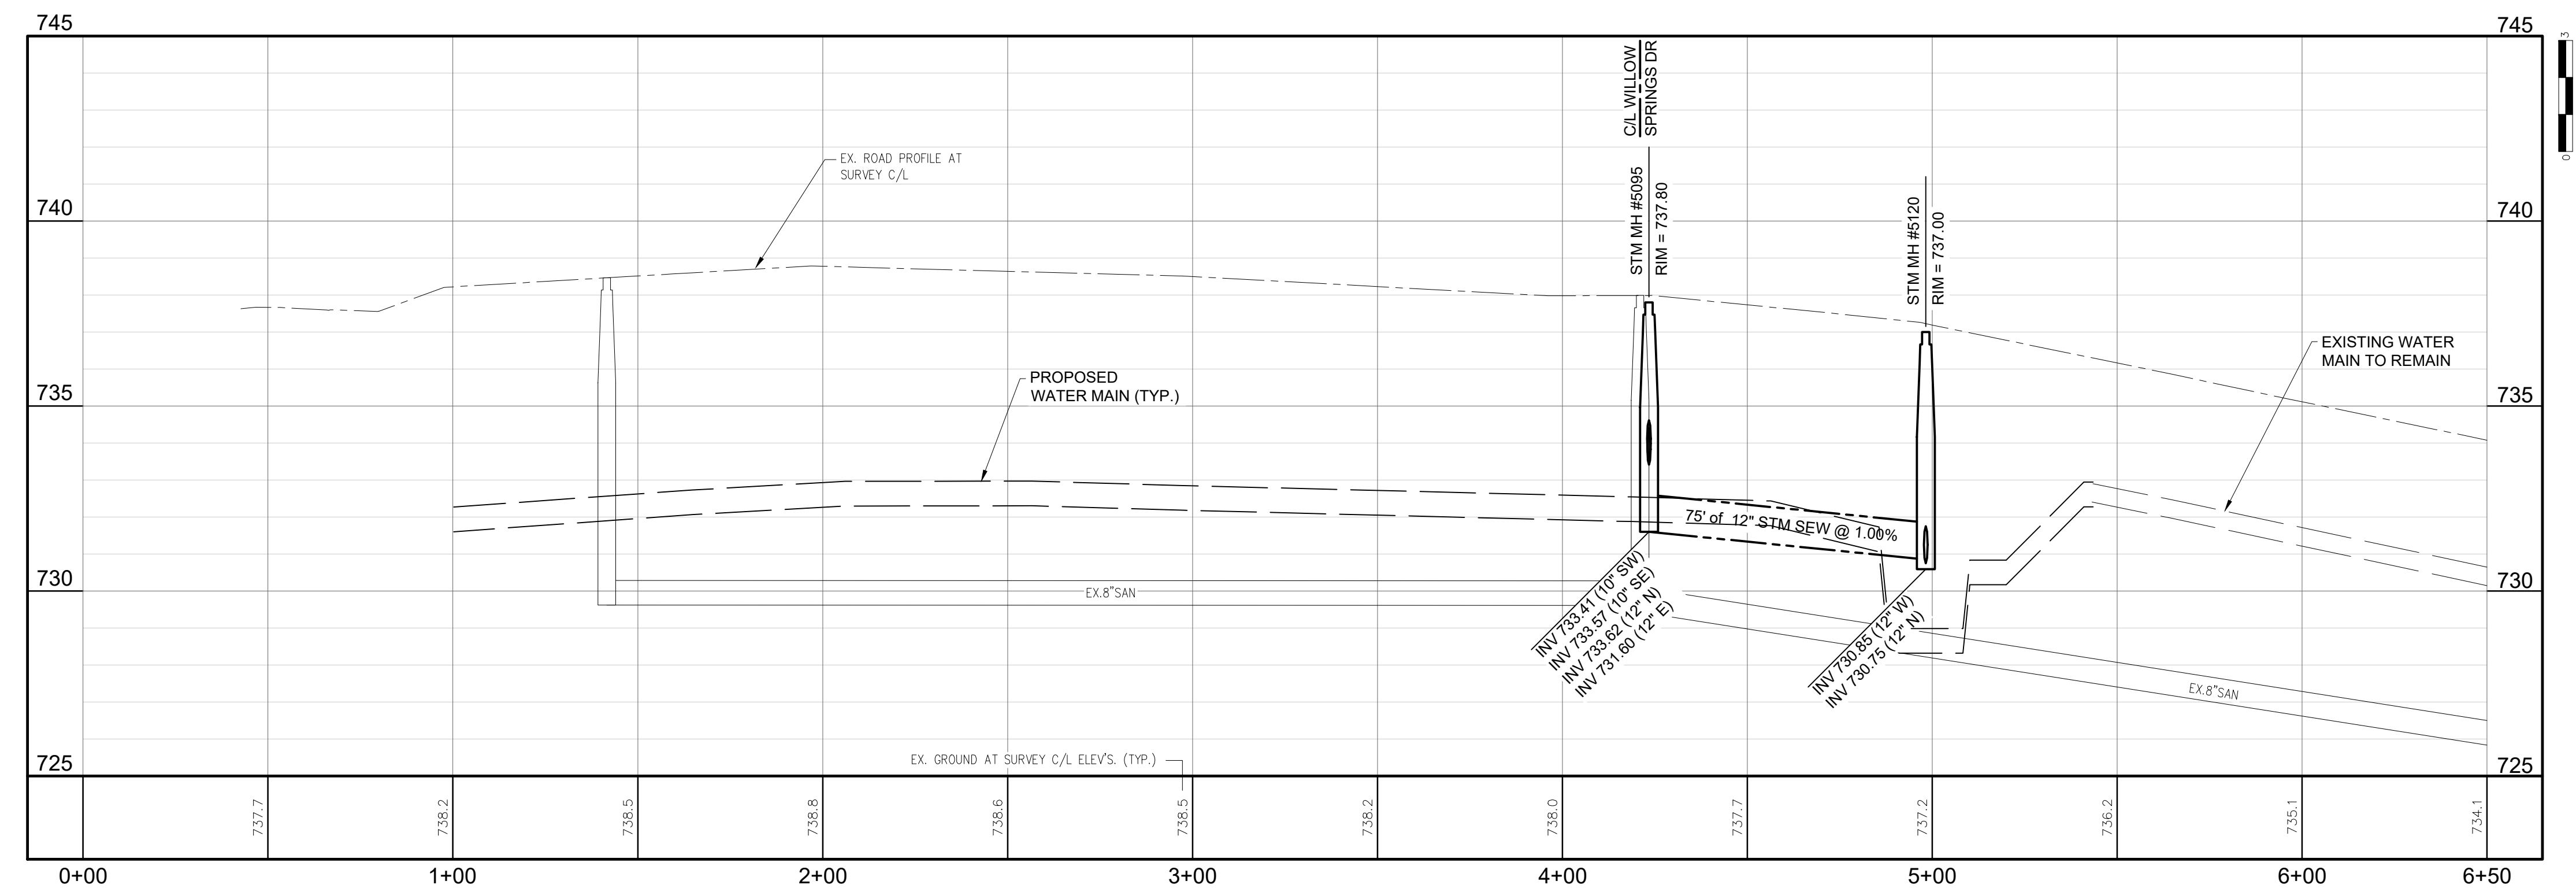 745
745
3
0
C/L WILLOW
SPRINGS DR
EX. ROAD PROFILE AT
SURVEY C/L
STM MH #5095
RIM = 737.80
STM MH #5120
RIM = 737.00
740
740
EXISTING WATER
MAIN TO REMAIN
PROPOSED
WATER MAIN (TYP.)
735
735
75' of 12" STM SEW @ 1.00%
730
730
EX.8"SAN
INV 733.41 (10" SW)
INV 733.57 (10" SE)
INV 733.62 (12" N)
INV 731.60 (12" E)
INV 730.85 (12" W)
INV 730.75 (12" N)
EX.8"SAN
EX. GROUND AT SURVEY C/L ELEV'S. (TYP.)
725
725
737.7
738.2
738.5
738.8
738.6
738.5
738.2
738.0
737.7
737.2
736.2
735.1
734.1
0+00
1+00
2+00
3+00
4+00
5+00
6+00
6+50